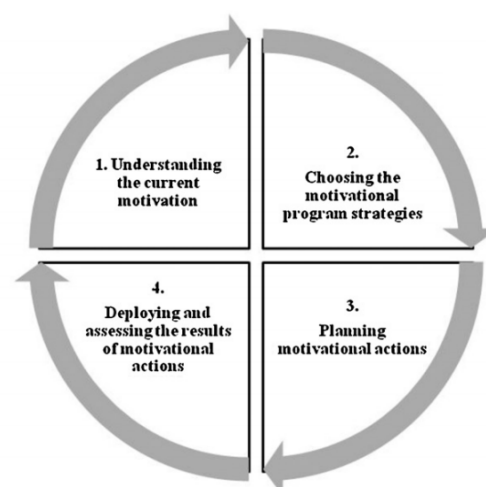 1. Understanding
the current
motivation
2.
Choosing the
motivational
program strategies
3.
Planning
motivational actions
4.
Deploying and
assessing the results
of motivational
actions